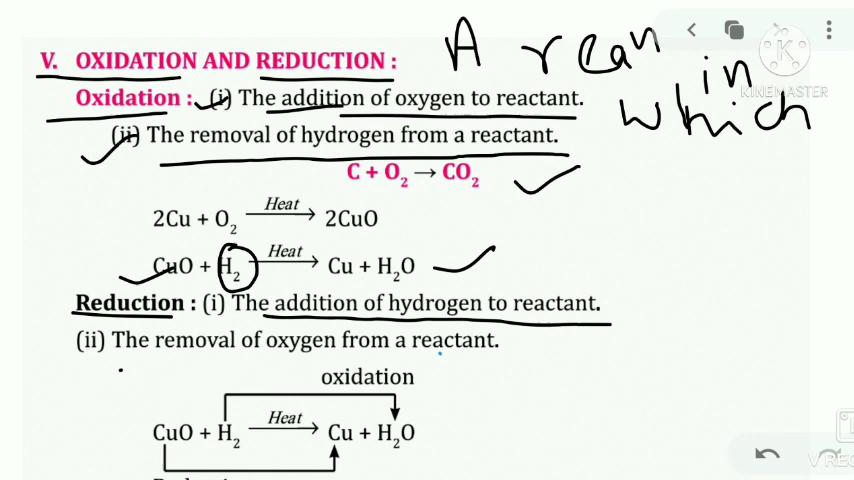 V. OXIDATION AND REDUCTION :
A rean in which
KINEMASTER
Oxidation : (i) The addition of oxygen to reactant.
(ii) The removal of hydrogen from a reactant.
C + O₂ → CO₂
2Cu + O₂ —Heat→ 2CuO
CuO + H₂ —Heat→ Cu + H₂O
Reduction : (i) The addition of hydrogen to reactant.
(ii) The removal of oxygen from a reactant.
oxidation
CuO + H₂ —Heat→ Cu + H₂O